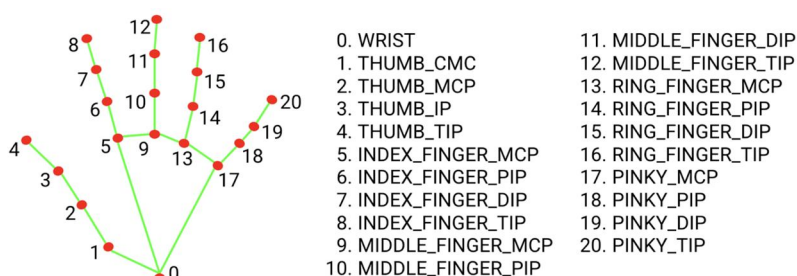 12
8
16
11
7
15
10
20
6
14
4
19
5
9
13
18
3
17
2
1
0
0. WRIST
1. THUMB_CMC
2. THUMB_MCP
3. THUMB_IP
4. THUMB_TIP
5. INDEX_FINGER_MCP
6. INDEX_FINGER_PIP
7. INDEX_FINGER_DIP
8. INDEX_FINGER_TIP
9. MIDDLE_FINGER_MCP
10. MIDDLE_FINGER_PIP
11. MIDDLE_FINGER_DIP
12. MIDDLE_FINGER_TIP
13. RING_FINGER_MCP
14. RING_FINGER_PIP
15. RING_FINGER_DIP
16. RING_FINGER_TIP
17. PINKY_MCP
18. PINKY_PIP
19. PINKY_DIP
20. PINKY_TIP